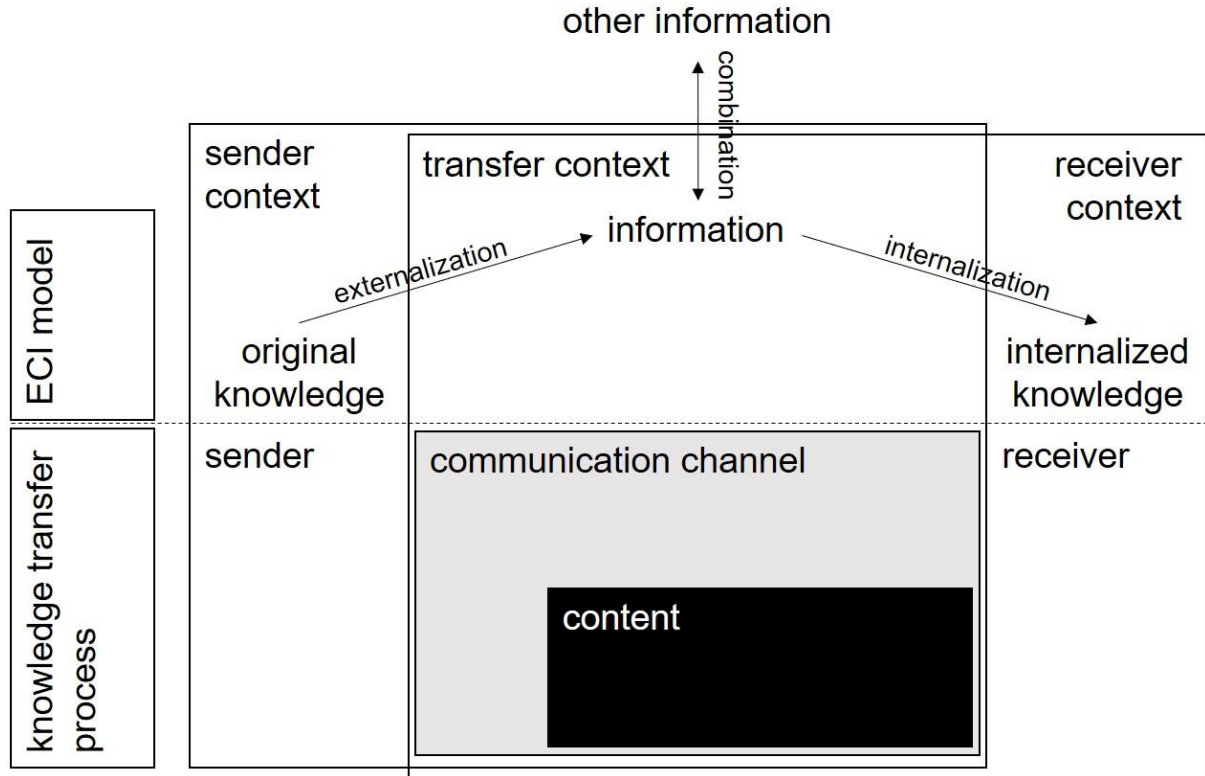 other information
combination
sender
context
transfer context
receiver
context
information
externalization
internalization
ECI model
original
knowledge
internalized
knowledge
sender
communication channel
receiver
content
knowledge transfer
process